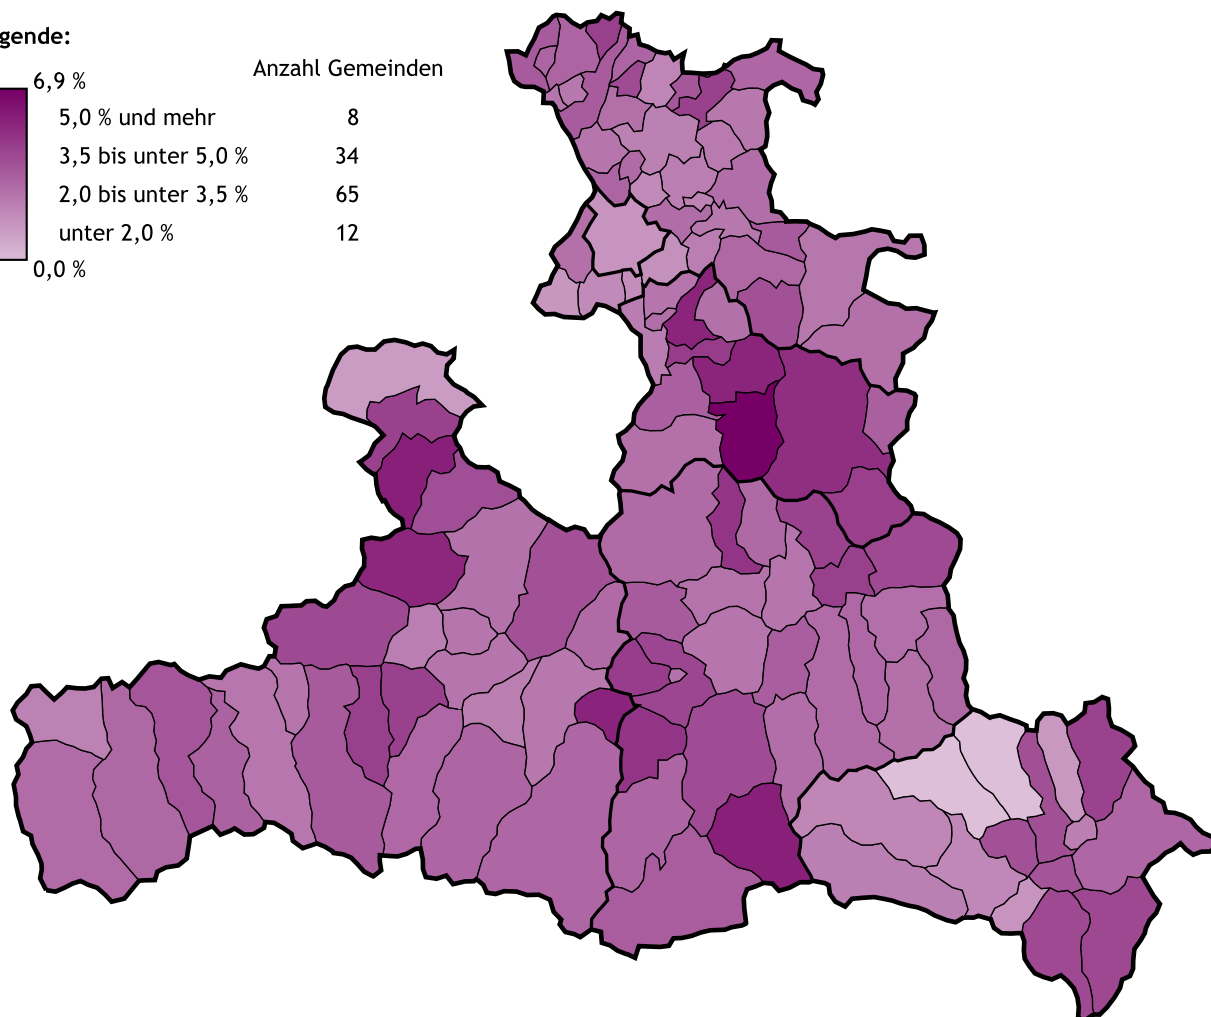 gende:
Anzahl Gemeinden
6,9 %
5,0 % und mehr 8
3,5 bis unter 5,0 % 34
2,0 bis unter 3,5 % 65
unter 2,0 % 12
0,0 %